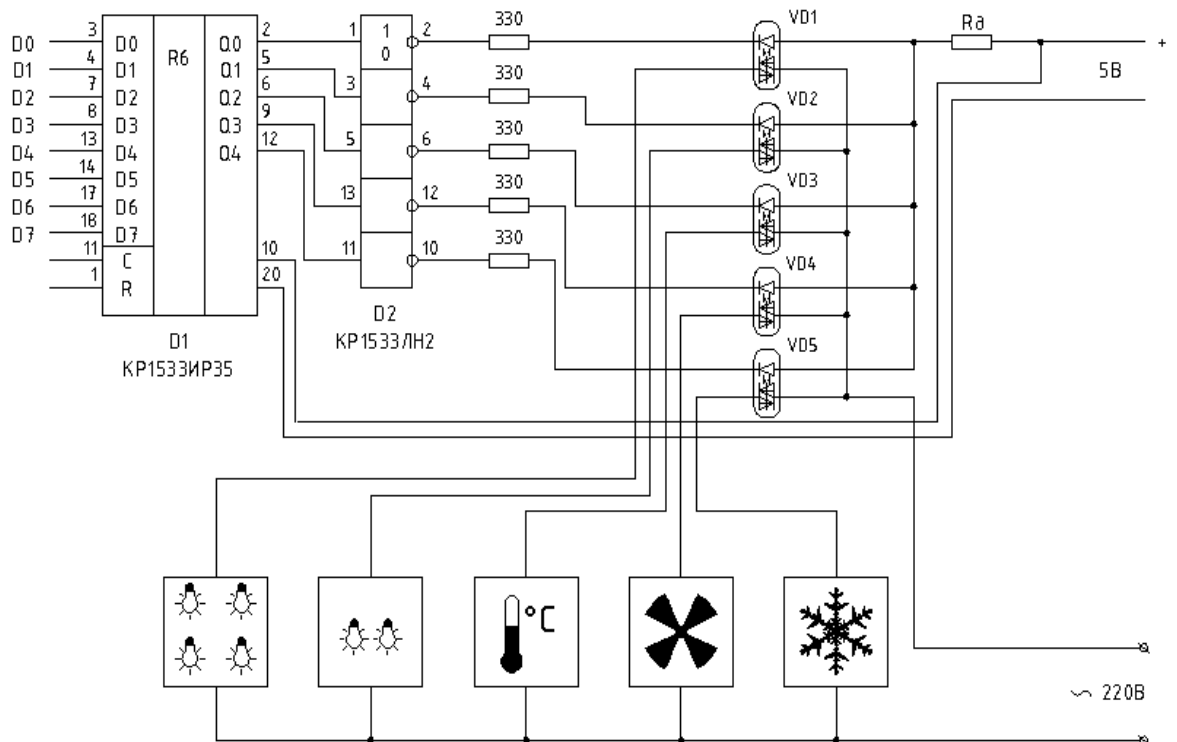 330
VD1
Rд
+
5В
D0
3
D0
R6
Q0
2
1
1
0
2
D1
4
D1
Q1
5
3
4
330
VD2
D2
7
D2
Q2
6
5
6
330
VD3
D3
8
D3
Q3
9
13
12
330
VD4
D4
13
D4
Q4
12
11
10
330
VD5
D5
14
D5
D6
17
D6
D7
18
D7
11
C
10
1
R
20
D1
КР1533ИР35
D2
КР1533ЛН2
°C
~ 220В